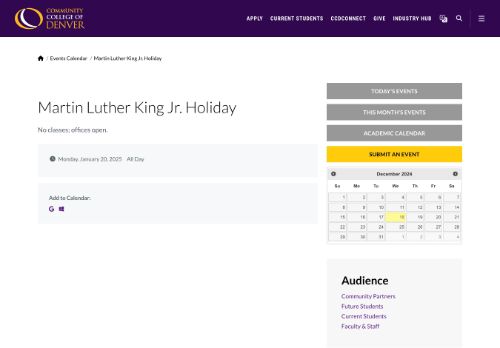 COMMUNITY
COLLEGE OF
DENVER
APPLY CURRENT STUDENTS CCDCONNECT GIVE INDUSTRY HUB
/ Events Calendar / Martin Luther King Jr. Holiday
Martin Luther King Jr. Holiday
No classes; offices open.
Monday, January 20, 2025 All Day
Add to Calendar:
TODAY'S EVENTS
THIS MONTH'S EVENTS
ACADEMIC CALENDAR
SUBMIT AN EVENT
December 2024
Su Mo Tu We Th Fr Sa
1 2 3 4 5 6 7
8 9 10 11 12 13 14
15 16 17 18 19 20 21
22 23 24 25 26 27 28
29 30 31 1 2 3 4
Audience
Community Partners
Future Students
Current Students
Faculty & Staff